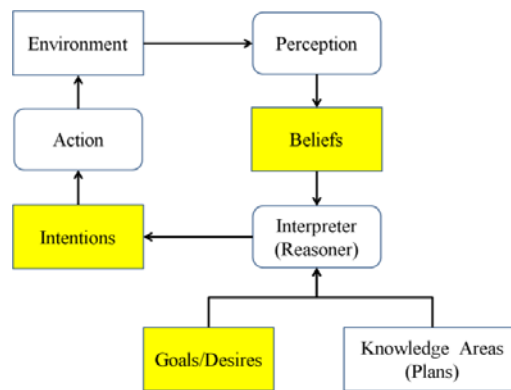 Environment
Perception
Action
Beliefs
Intentions
Interpreter
(Reasoner)
Goals/Desires
Knowledge Areas
(Plans)